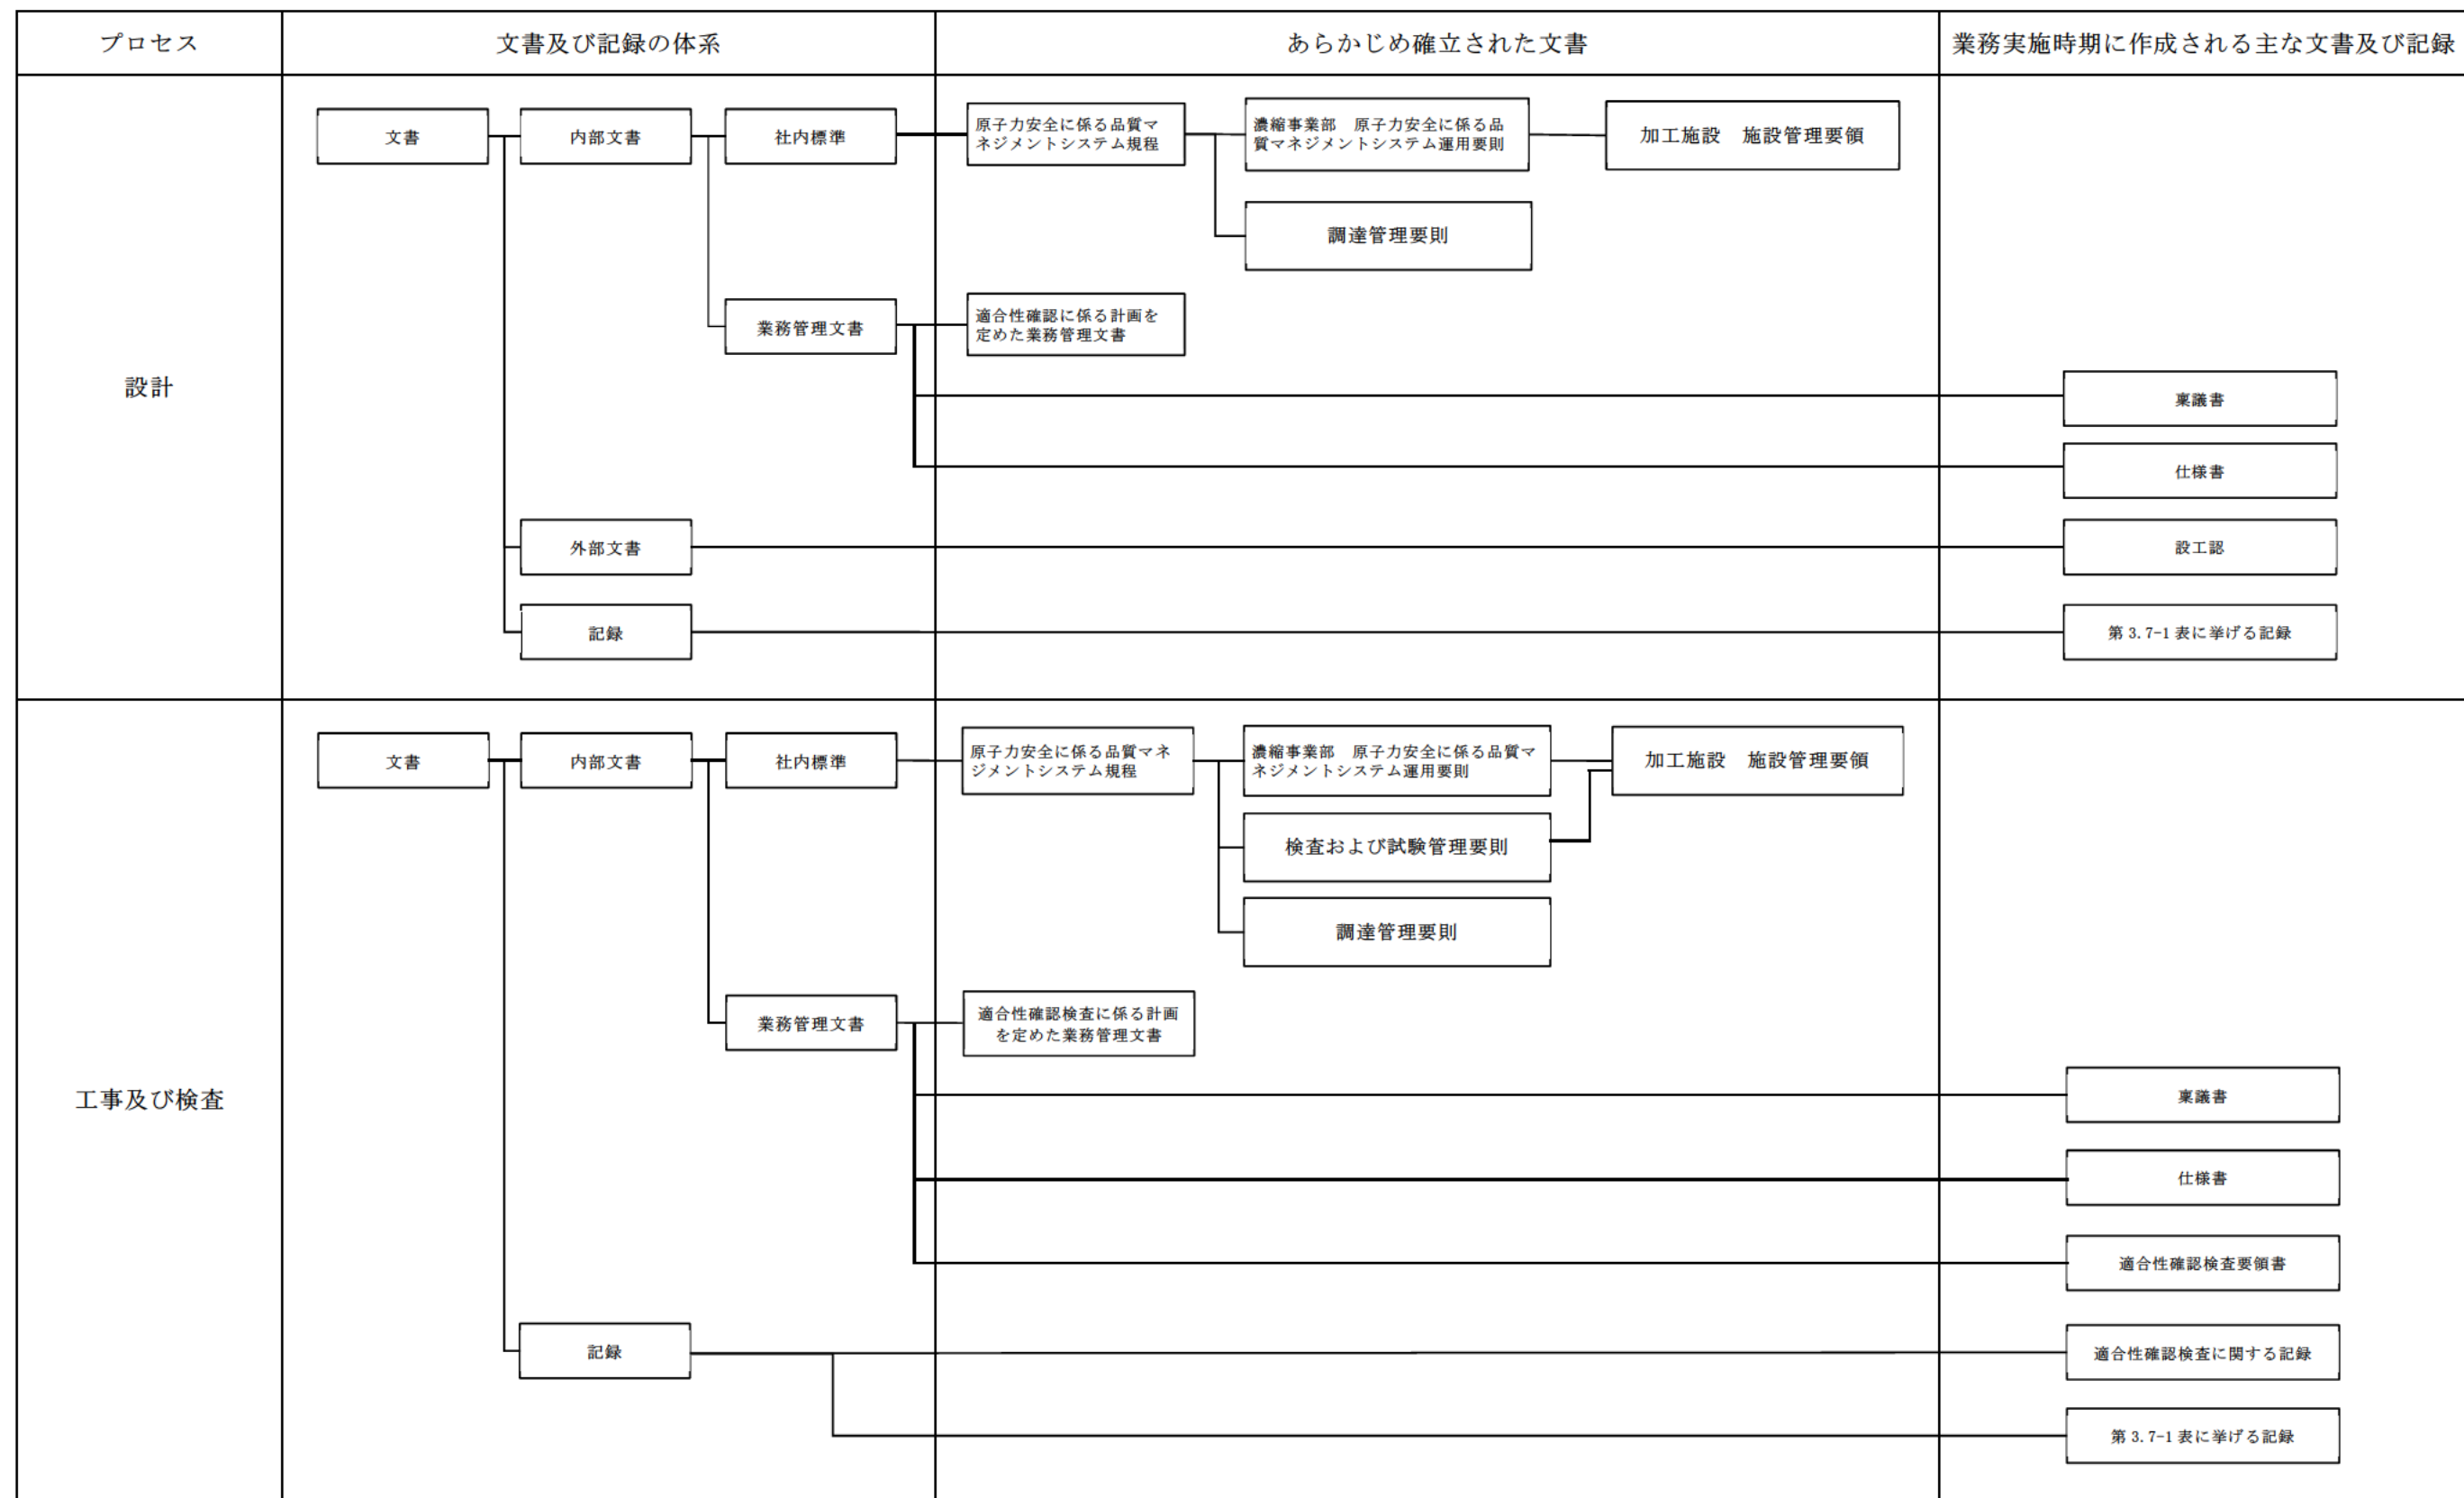 プロセス
文書及び記録の体系
あらかじめ確立された文書
業務実施時期に作成される主な文書及び記録
設計
文書
内部文書
社内標準
原子力安全に係る品質マ
ネジメントシステム規程
濃縮事業部　原子力安全に係る品
質マネジメントシステム運用要則
加工施設　施設管理要領
調達管理要則
業務管理文書
適合性確認に係る計画を
定めた業務管理文書
稟議書
仕様書
外部文書
設工認
記録
第 3.7-1 表に挙げる記録
工事及び検査
文書
内部文書
社内標準
原子力安全に係る品質マネ
ジメントシステム規程
濃縮事業部　原子力安全に係る品質マ
ネジメントシステム運用要則
加工施設　施設管理要領
検査および試験管理要則
調達管理要則
業務管理文書
適合性確認検査に係る計画
を定めた業務管理文書
稟議書
仕様書
適合性確認検査要領書
記録
適合性確認検査に関する記録
第 3.7-1 表に挙げる記録